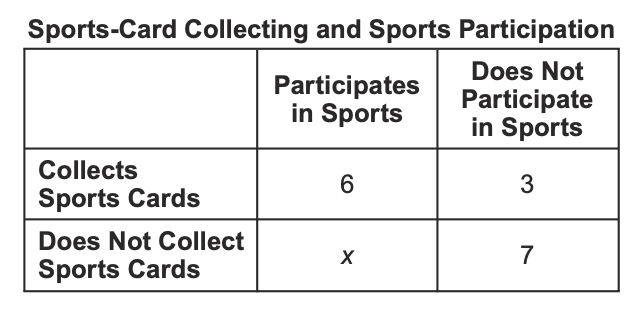 Sports-Card Collecting and Sports Participation
Participates
in Sports
Does Not
Participate
in Sports
Collects
Sports Cards
6
3
Does Not Collect
Sports Cards
x
7